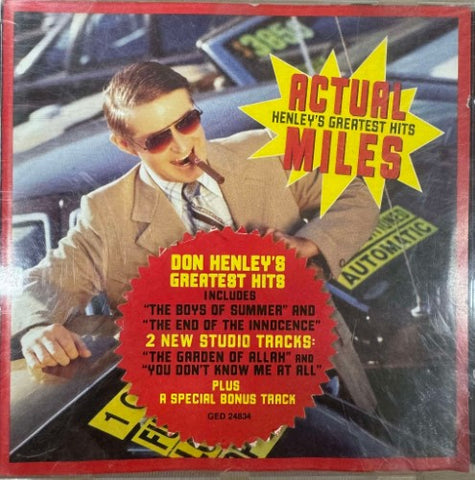 3053
ACTUAL
HENLEY'S GREATEST HITS
MILES
AUTOMATIC
DON HENLEY'S
GREATEST HITS
INCLUDES
"THE BOYS OF SUMMER" AND
"THE END OF THE INNOCENCE"
2 NEW STUDIO TRACKS:
"THE GARDEN OF ALLAH" AND
"YOU DON'T KNOW ME AT ALL"
PLUS
A SPECIAL BONUS TRACK
GED 24834